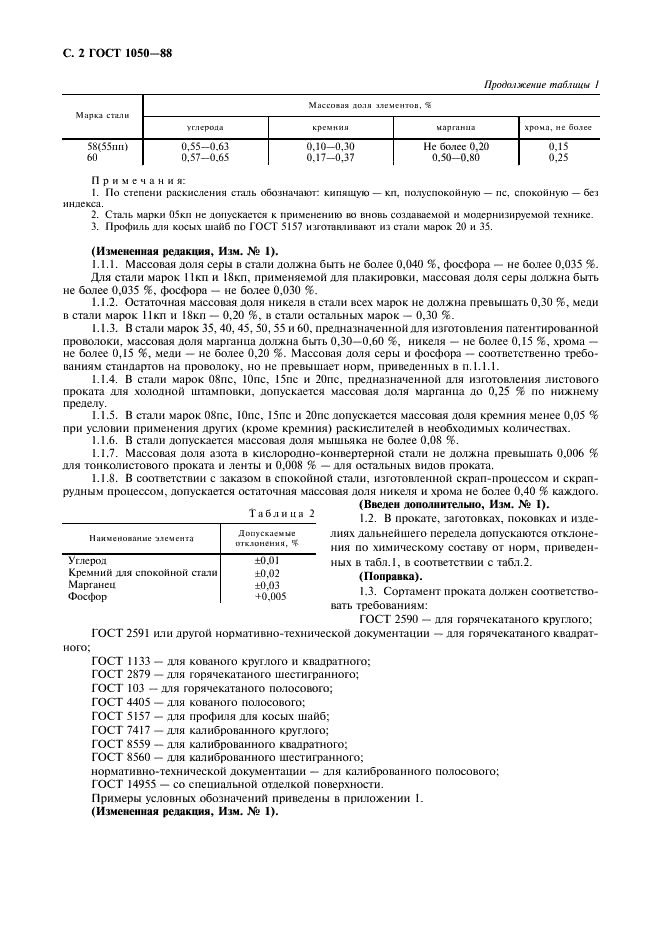 С. 2 ГОСТ 1050—88
Продолжение таблицы 1
Марка стали
Массовая доля элементов, %
углерода
кремния
марганца
хрома, не более
58(55пп)
0,55—0,63
0,10—0,30
Не более 0,20
0,15
60
0,57—0,65
0,17—0,37
0,50—0,80
0,25
Примечания:
1. По степени раскисления сталь обозначают: кипящую — кп, полуспокойную — пс, спокойную — без
индекса.
2. Сталь марки 05кп не допускается к применению во вновь создаваемой и модернизируемой технике.
3. Профиль для косых шайб по ГОСТ 5157 изготавливают из стали марок 20 и 35.
(Измененная редакция, Изм. № 1).
1.1.1. Массовая доля серы в стали должна быть не более 0,040 %, фосфора — не более 0,035 %.
Для стали марок 11кп и 18кп, применяемой для плакировки, массовая доля серы должна быть
не более 0,035 %, фосфора — не более 0,030 %.
1.1.2. Остаточная массовая доля никеля в стали всех марок не должна превышать 0,30 %, меди
в стали марок 11кп и 18кп — 0,20 %, в стали остальных марок — 0,30 %.
1.1.3. В стали марок 35, 40, 45, 50, 55 и 60, предназначенной для изготовления патентированной
проволоки, массовая доля марганца должна быть 0,30—0,60 %, никеля — не более 0,15 %, хрома —
не более 0,15 %, меди — не более 0,20 %. Массовая доля серы и фосфора — соответственно требо-
ваниям стандартов на проволоку, но не превышает норм, приведенных в п.1.1.1.
1.1.4. В стали марок 08пс, 10пс, 15пс и 20пс, предназначенной для изготовления листового
проката для холодной штамповки, допускается массовая доля марганца до 0,25 % по нижнему
пределу.
1.1.5. В стали марок 08пс, 10пс, 15пс и 20пс допускается массовая доля кремния менее 0,05 %
при условии применения других (кроме кремния) раскислителей в необходимых количествах.
1.1.6. В стали допускается массовая доля мышьяка не более 0,08 %.
1.1.7. Массовая доля азота в кислородно-конвертерной стали не должна превышать 0,006 %
для тонколистового проката и ленты и 0,008 % — для остальных видов проката.
1.1.8. В соответствии с заказом в спокойной стали, изготовленной скрап-процессом и скрап-
рудным процессом, допускается остаточная массовая доля никеля и хрома не более 0,40 % каждого.
(Введен дополнительно, Изм. № 1).
Таблица 2
Наименование элемента
Допускаемые
отклонения, %
Углерод
±0,01
Кремний для спокойной стали
±0,02
Марганец
±0,03
Фосфор
+0,005
1.2. В прокате, заготовках, поковках и изде-
лиях дальнейшего передела допускаются отклоне-
ния по химическому составу от норм, приведен-
ных в табл.1, в соответствии с табл.2.
(Поправка).
1.3. Сортамент проката должен соответство-
вать требованиям:
ГОСТ 2590 — для горячекатаного круглого;
ГОСТ 2591 или другой нормативно-технической документации — для горячекатаного квадрат-
ного;
ГОСТ 1133 — для кованого круглого и квадратного;
ГОСТ 2879 — для горячекатаного шестигранного;
ГОСТ 103 — для горячекатаного полосового;
ГОСТ 4405 — для кованого полосового;
ГОСТ 5157 — для профиля для косых шайб;
ГОСТ 7417 — для калиброванного круглого;
ГОСТ 8559 — для калиброванного квадратного;
ГОСТ 8560 — для калиброванного шестигранного;
нормативно-технической документации — для калиброванного полосового;
ГОСТ 14955 — со специальной отделкой поверхности.
Примеры условных обозначений приведены в приложении 1.
(Измененная редакция, Изм. № 1).